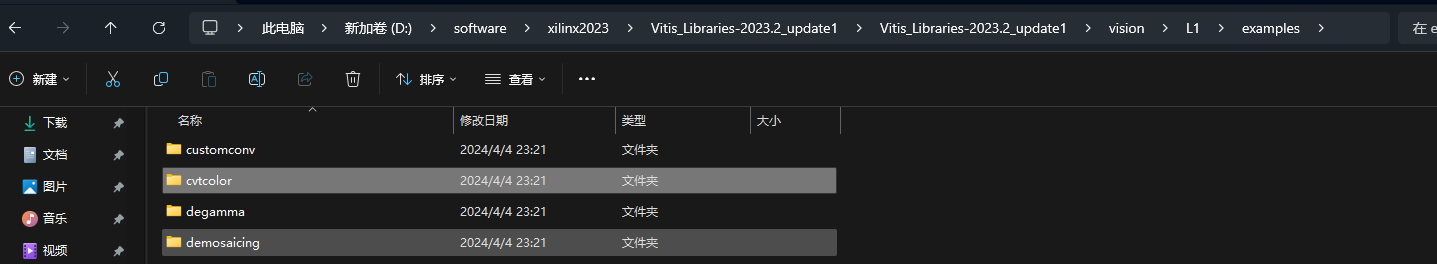 此电脑 > 新加卷 (D:) > software > xilinx2023 > Vitis_Libraries-2023.2_update1 > Vitis_Libraries-2023.2_update1 > vision > L1 > examples > 在 e
新建 排序 查看 ...
名称 修改日期 类型 大小
下载
customconv 2024/4/4 23:21 文件夹
文档
cvtcolor 2024/4/4 23:21 文件夹
图片
degamma 2024/4/4 23:21 文件夹
音乐
demosaicing 2024/4/4 23:21 文件夹
视频